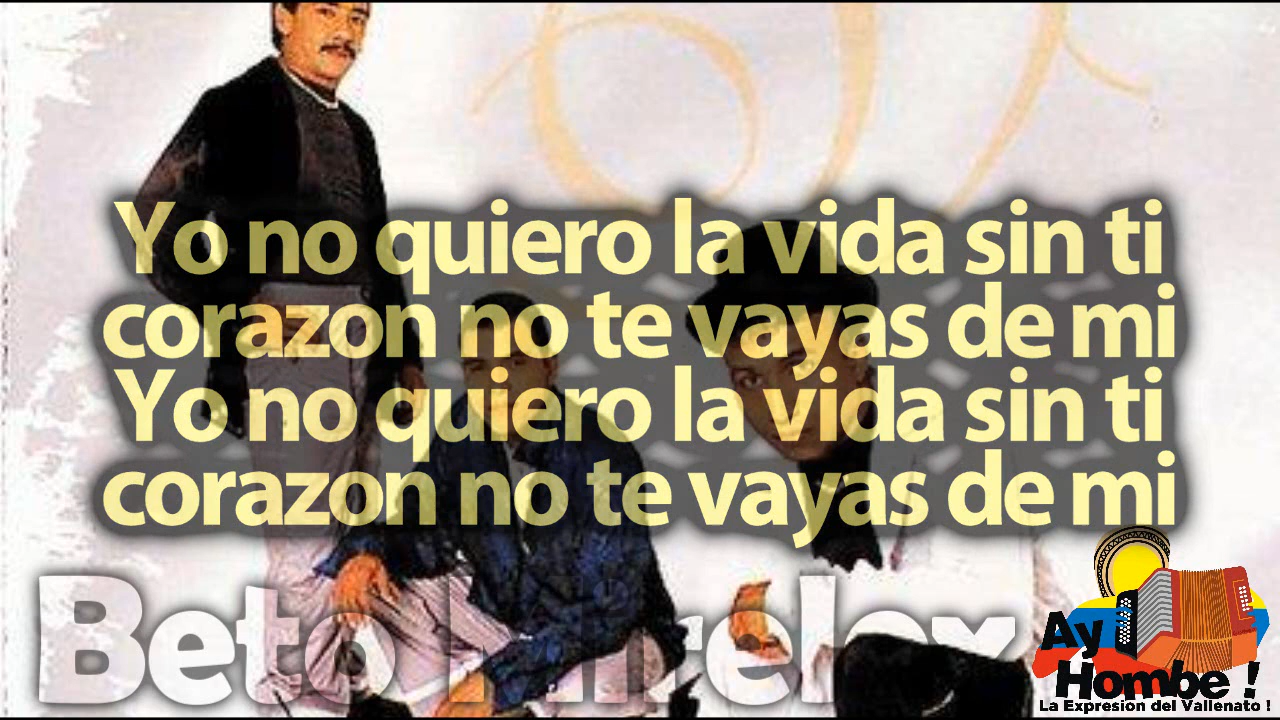 Yo no quiero la vida sin ti
corazon no te vayas de mi
Yo no quiero la vida sin ti
corazon no te vayas de mi
Beto
Ay
Hombe !
La Expresion del Vallenato !